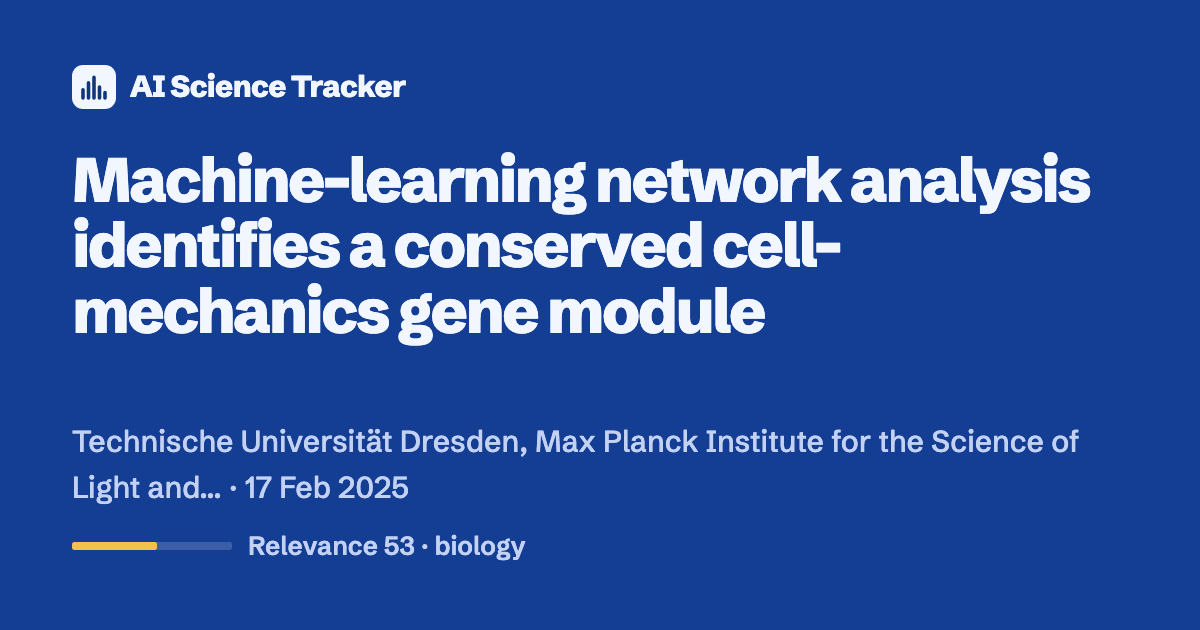 AI Science Tracker
Machine-learning network analysis
identifies a conserved cell-
mechanics gene module
Technische Universität Dresden, Max Planck Institute for the Science of
Light and… · 17 Feb 2025
Relevance 53 · biology